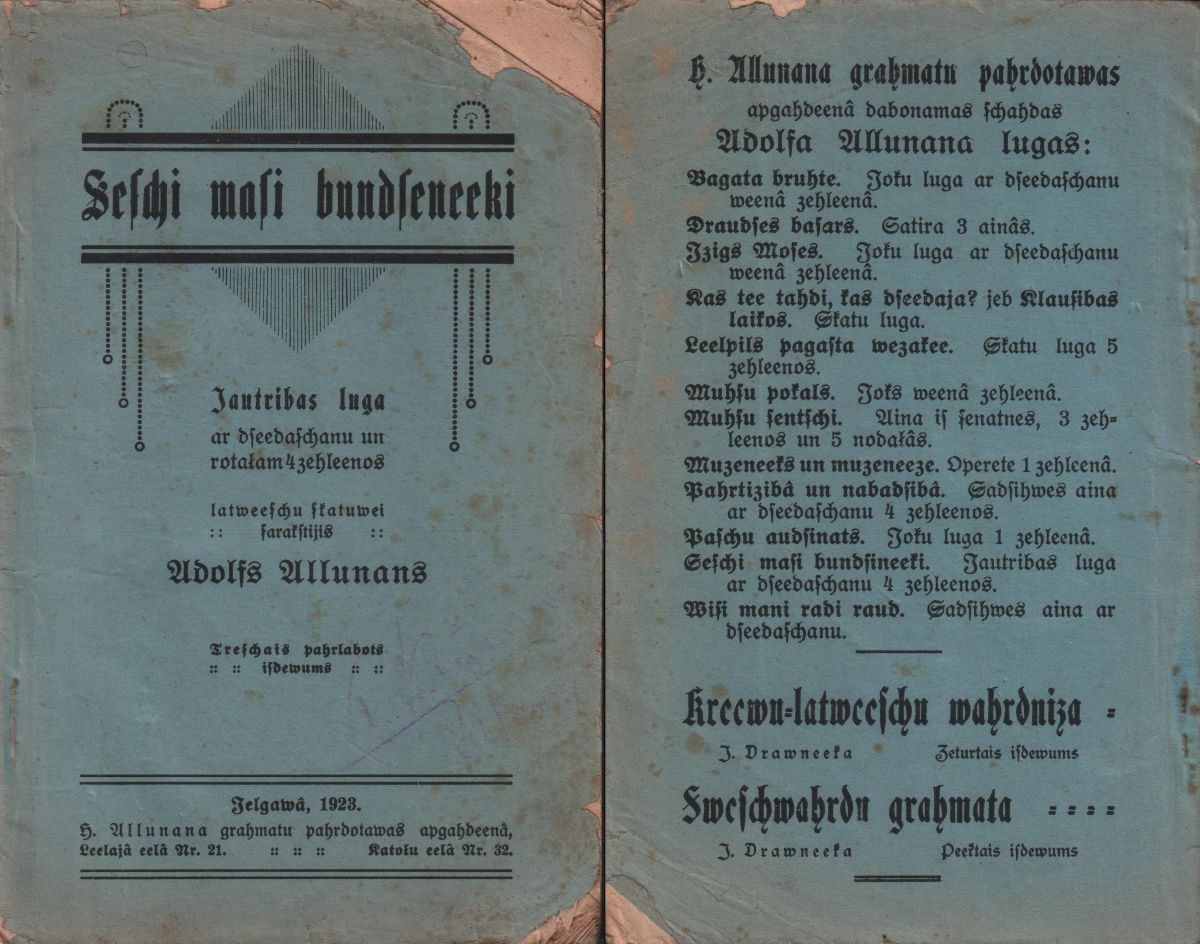 Seſchi maſi bundſeneeki
Jautribas luga
ar dſeedaſchanu un
rotaļam 4 zehleenos
latweeſchu ſkatuwei
:: ſarakſtijis ::
Adolfs Allunans
Treſchais pahrlabots
:: :: iſdewums :: ::
Jelgawâ, 1923.
H. Allunana grahmatu pahrdotawas apgahdeenâ,
Leelajâ eelâ Nr. 21. :: :: :: Katoļu eelâ Nr. 32.
H. Allunana grahmatu pahrdotawas
apgahdeenâ dabonamas ſchahdas
Adolfa Allunana lugas:
Bagata bruhte. Joku luga ar dſeedaſchanu
weenâ zehleenâ.
Draudſes baſars. Satira 3 ainâs.
Izigs Moſes. Joku luga ar dſeedaſchanu
weenâ zehleenâ.
Kas tee tahdi, kas dſeedaja? jeb Klauſibas
laikos. Skatu luga.
Leelpils pagaſta wezakee. Skatu luga 5
zehleenos.
Muhſu pokals. Joks weenâ zehleenâ.
Muhſu ſentſchi. Aina iſ ſenatnes, 3 zeh-
leenos un 5 nodaļâs.
Muzeneeks un muzeneeze. Operete 1 zehlcenâ.
Pahrtizibâ un nabadſibâ. Sadſihwes aina
ar dſeedaſchanu 4 zehleenos.
Paſchu audſinats. Joku luga 1 zehleenâ.
Seſchi maſi bundſineeki. Jautribas luga
ar dſeedaſchanu 4 zehleenos.
Wiſi mani radi raud. Sadſihwes aina ar
dſeedaſchanu.
Kreewu-latweeſchu wahrdniza =
J. Drawneeka Zeturtais iſdewums
Sweſchwahrdu grahmata = = = =
J. Drawneeka Peektais iſdewums